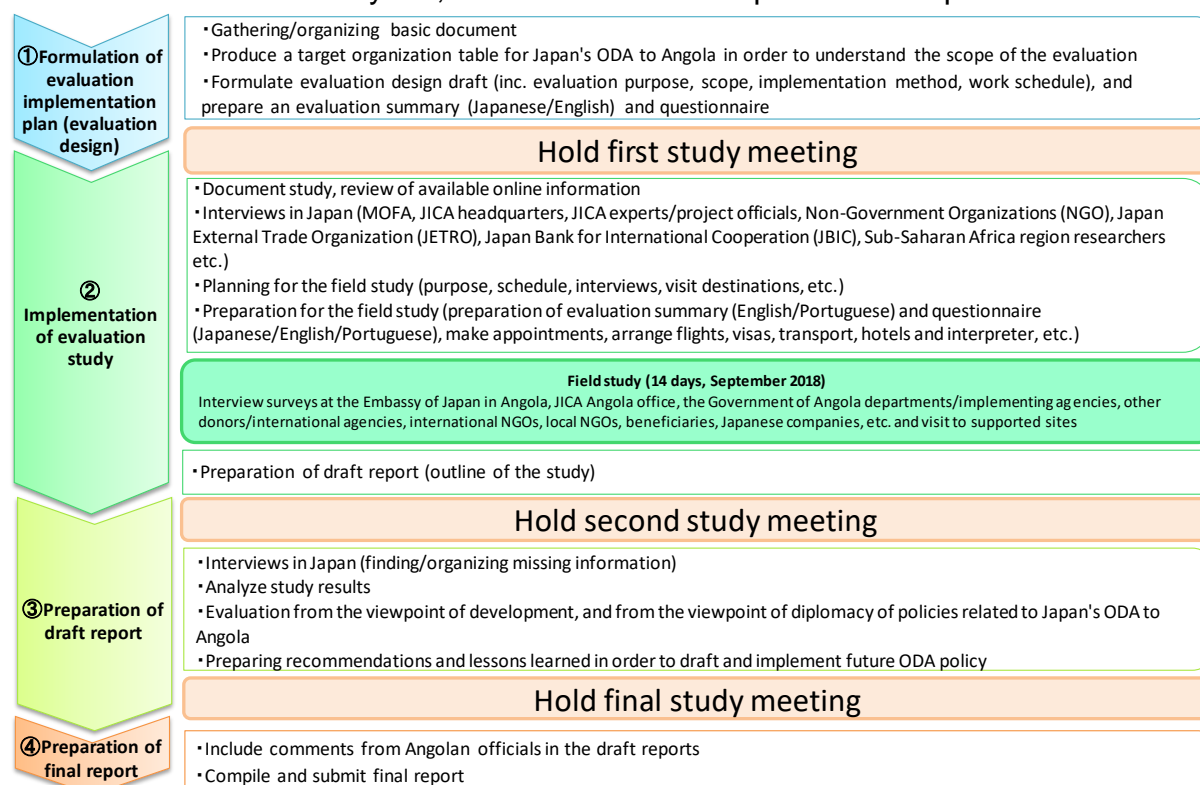 ①Formulation of
evaluation
implementation
plan (evaluation
design)
・Gathering/organizing basic document
・Produce a target organization table for Japan's ODA to Angola in order to understand the scope of the evaluation
・Formulate evaluation design draft (inc. evaluation purpose, scope, implementation method, work schedule), and
prepare an evaluation summary (Japanese/English) and questionnaire
Hold first study meeting
②
Implementation
of evaluation
study
・Document study, review of available online information
・Interviews in Japan (MOFA, JICA headquarters, JICA experts/project officials, Non-Government Organizations (NGO), Japan
External Trade Organization (JETRO), Japan Bank for International Cooperation (JBIC), Sub-Saharan Africa region researchers
etc.)
・Planning for the field study (purpose, schedule, interviews, visit destinations, etc.)
・Preparation for the field study (preparation of evaluation summary (English/Portuguese) and questionnaire
(Japanese/English/Portuguese), make appointments, arrange flights, visas, transport, hotels and interpreter, etc.)
Field study (14 days, September 2018)
Interview surveys at the Embassy of Japan in Angola, JICA Angola office, the Government of Angola departments/implementing agencies, other
donors/international agencies, international NGOs, local NGOs, beneficiaries, Japanese companies, etc. and visit to supported sites
・Preparation of draft report (outline of the study)
Hold second study meeting
③Preparation of
draft report
・Interviews in Japan (finding/organizing missing information)
・Analyze study results
・Evaluation from the viewpoint of development, and from the viewpoint of diplomacy of policies related to Japan's ODA to
Angola
・Preparing recommendations and lessons learned in order to draft and implement future ODA policy
Hold final study meeting
④Preparation of
final report
・Include comments from Angolan officials in the draft reports
・Compile and submit final report